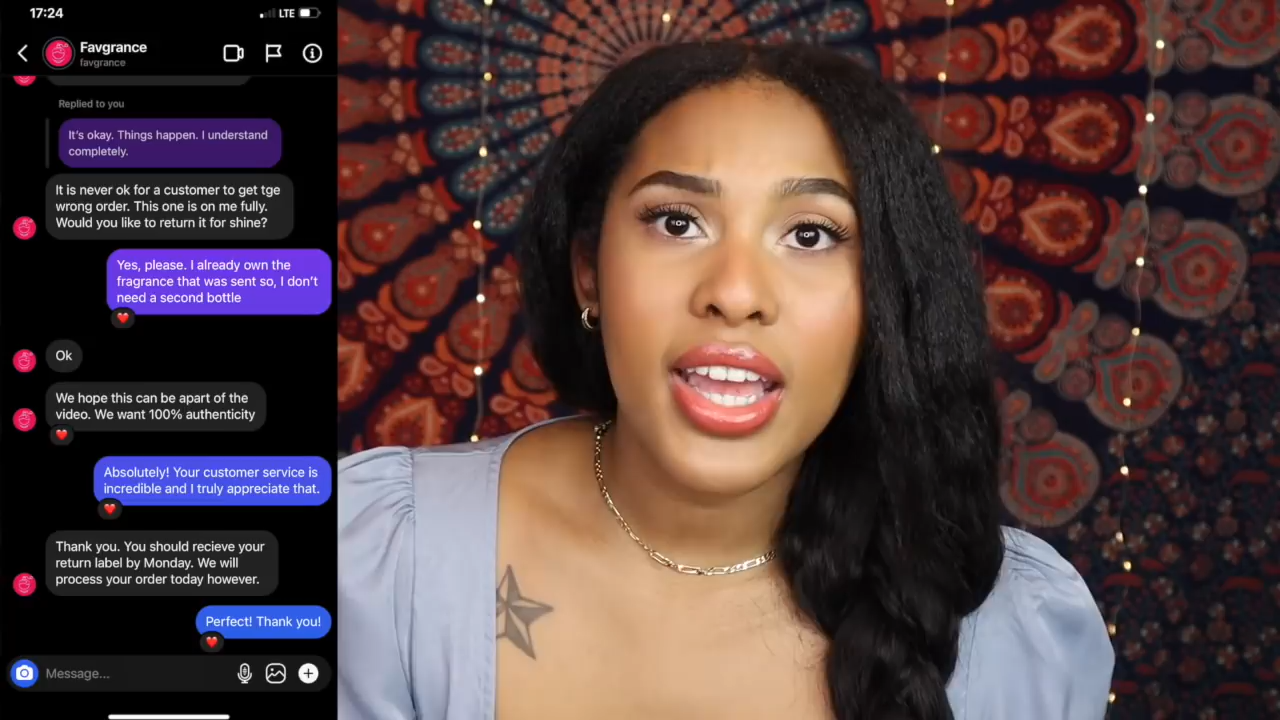 17:24
LTE
Favgrance
favgrance
Replied to you
It's okay. Things happen. I understand
completely.
It is never ok for a customer to get tge
wrong order. This one is on me fully.
Would you like to return it for shine?
Yes, please. I already own the
fragrance that was sent so, I don't
need a second bottle
Ok
We hope this can be apart of the
video. We want 100% authenticity
Absolutely! Your customer service is
incredible and I truly appreciate that.
Thank you. You should recieve your
return label by Monday. We will
process your order today however.
Perfect! Thank you!
Message...